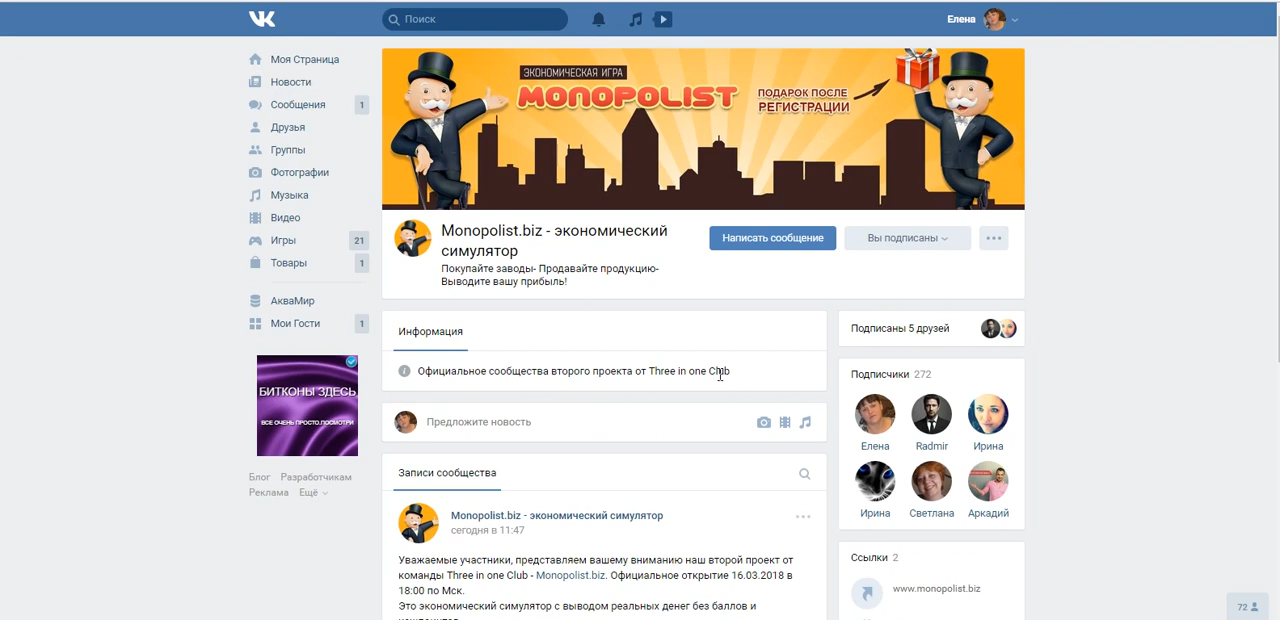 Поиск
Елена
Моя Страница
Новости
Сообщения 1
Друзья
Группы
Фотографии
Музыка
Видео
Игры 21
Товары 1
АкваМир
Мои Гости 1
БИТКОНЫ ЗДЕСЬ
ВСЕ ОЧЕНЬ ПРОСТО.ПОСМОТРИ
Блог Разработчикам
Реклама Ещё
ЭКОНОМИЧЕСКАЯ ИГРА
MONOPOLIST
ПОДАРОК ПОСЛЕ
РЕГИСТРАЦИИ
Monopolist.biz - экономический
симулятор
Покупайте заводы- Продавайте продукцию-
Выводите вашу прибыль!
Написать сообщение
Вы подписаны
Информация
Официальное сообщества второго проекта от Three in one Club
Предложите новость
Записи сообщества
Monopolist.biz - экономический симулятор
сегодня в 11:47
Уважаемые участники, представляем вашему вниманию наш второй проект от
команды Three in one Club - Monopolist.biz. Официальное открытие 16.03.2018 в
18:00 по Мск.
Это экономический симулятор с выводом реальных денег без баллов и
Подписаны 5 друзей
Подписчики 272
Елена Radmir Ирина
Ирина Светлана Аркадий
Ссылки 2
www.monopolist.biz
72